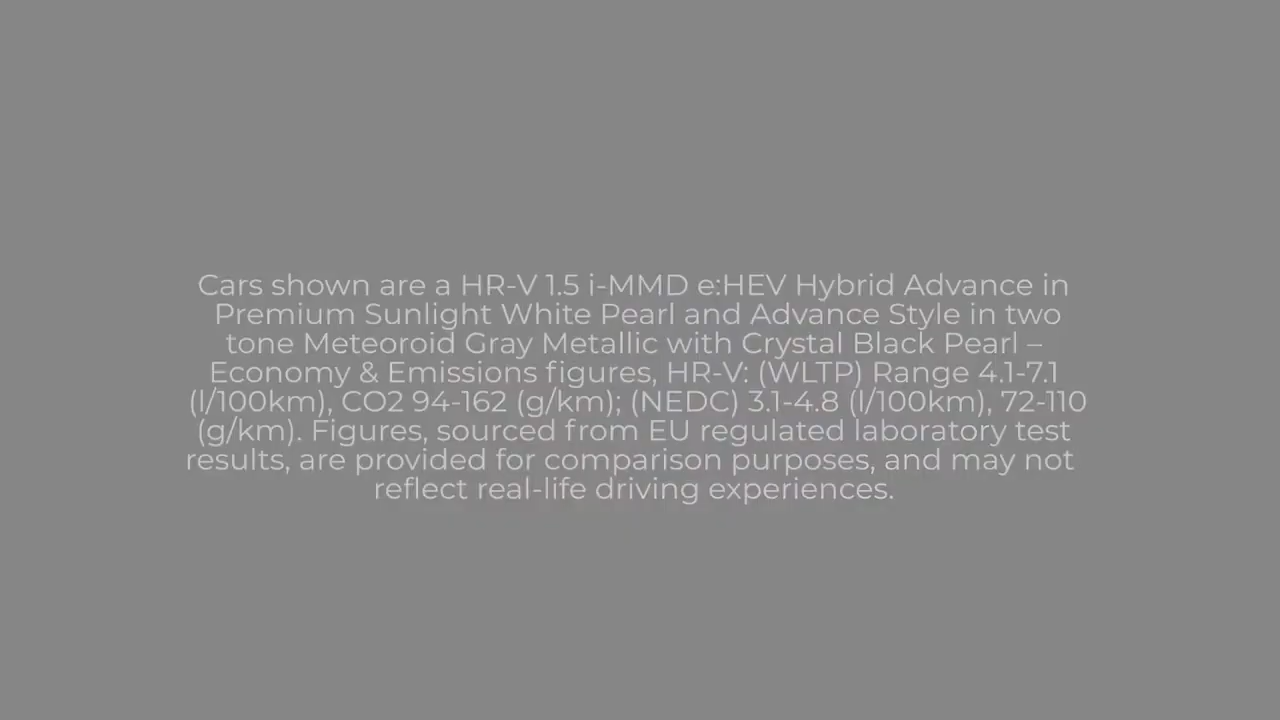 Cars shown are a HR-V 1.5 i-MMD e:HEV Hybrid Advance in
Premium Sunlight White Pearl and Advance Style in two
tone Meteoroid Gray Metallic with Crystal Black Pearl –
Economy & Emissions figures, HR-V: (WLTP) Range 4.1-7.1
(l/100km), CO2 94-162 (g/km); (NEDC) 3.1-4.8 (l/100km), 72-110
(g/km). Figures, sourced from EU regulated laboratory test
results, are provided for comparison purposes, and may not
reflect real-life driving experiences.